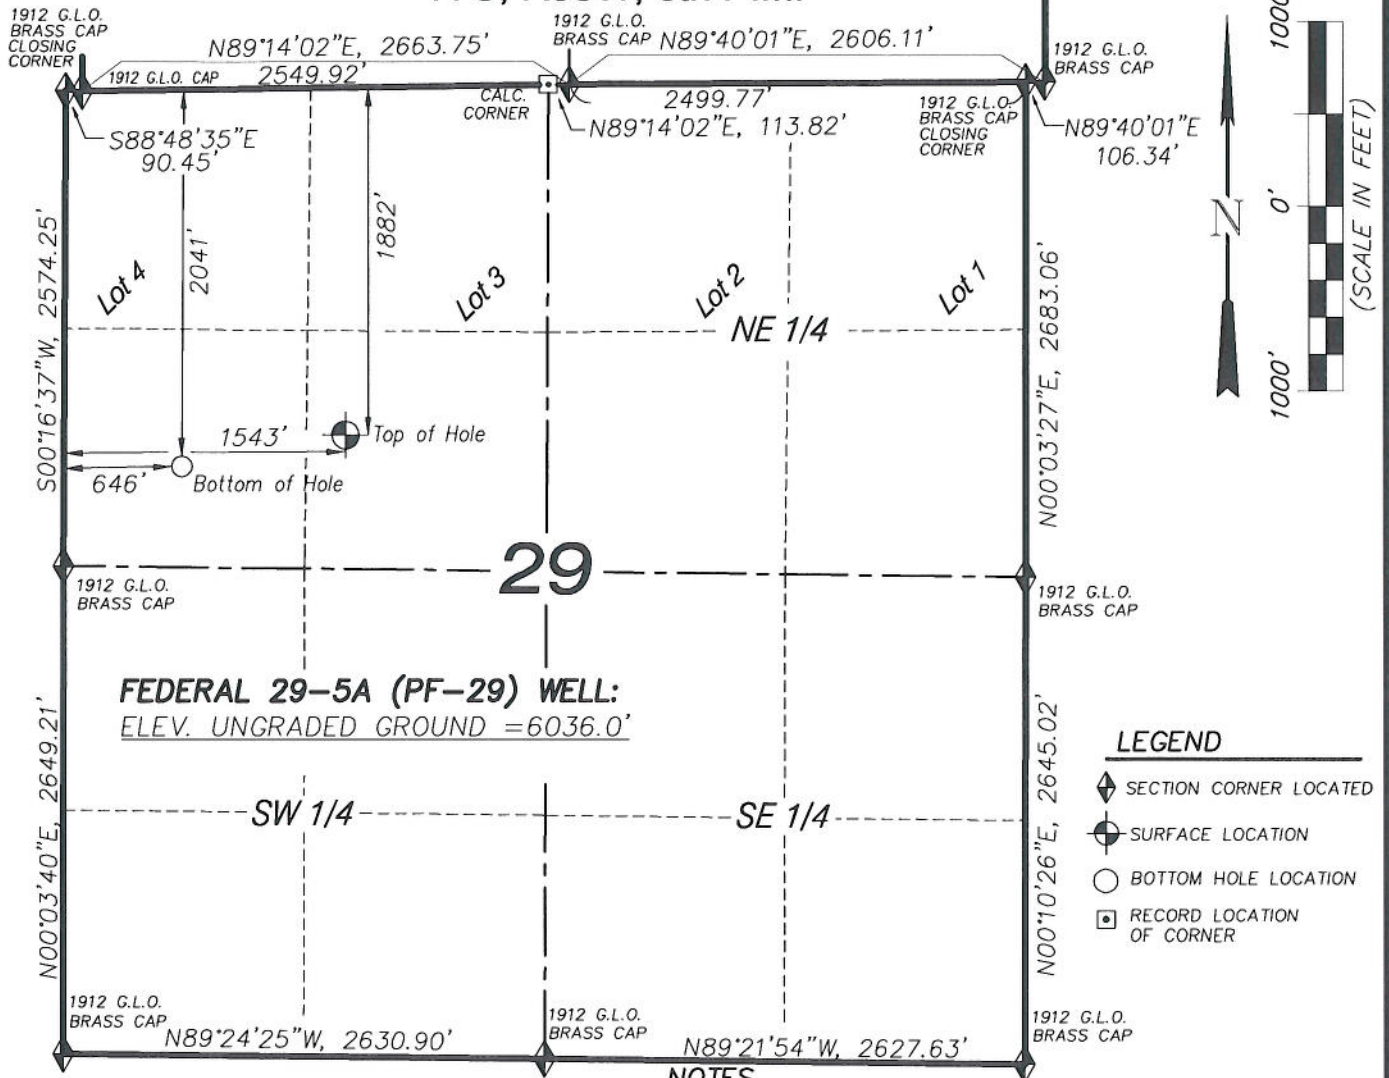 1912 G.L.O.
BRASS CAP
CLOSING
CORNER
N89°14'02"E, 2663.75'
1912 G.L.O.
BRASS CAP
N89°40'01"E, 2606.11'
1912 G.L.O.
BRASS CAP
1912 G.L.O. CAP
2549.92'
CALC.
CORNER
2499.77'
1912 G.L.O.
BRASS CAP
CLOSING
CORNER
S88°48'35"E
90.45'
N89°14'02"E, 113.82'
N89°40'01"E
106.34'
1000'
0'
1000'
(SCALE IN FEET)
N
S00°16'37"W, 2574.25'
2041'
1882'
Lot 4
Lot 3
Lot 2
Lot 1
NE 1/4
N00°03'27"E, 2683.06'
1543'
Top of Hole
646'
Bottom of Hole
29
1912 G.L.O.
BRASS CAP
1912 G.L.O.
BRASS CAP
FEDERAL 29-5A (PF-29) WELL:
ELEV. UNGRADED GROUND =6036.0'
N00°03'40"E, 2649.21'
SW 1/4
SE 1/4
N00°10'26"E, 2645.02'
LEGEND
SECTION CORNER LOCATED
SURFACE LOCATION
BOTTOM HOLE LOCATION
RECORD LOCATION
OF CORNER
1912 G.L.O.
BRASS CAP
1912 G.L.O.
BRASS CAP
1912 G.L.O.
BRASS CAP
N89°24'25"W, 2630.90'
N89°21'54"W, 2627.63'
NOTES